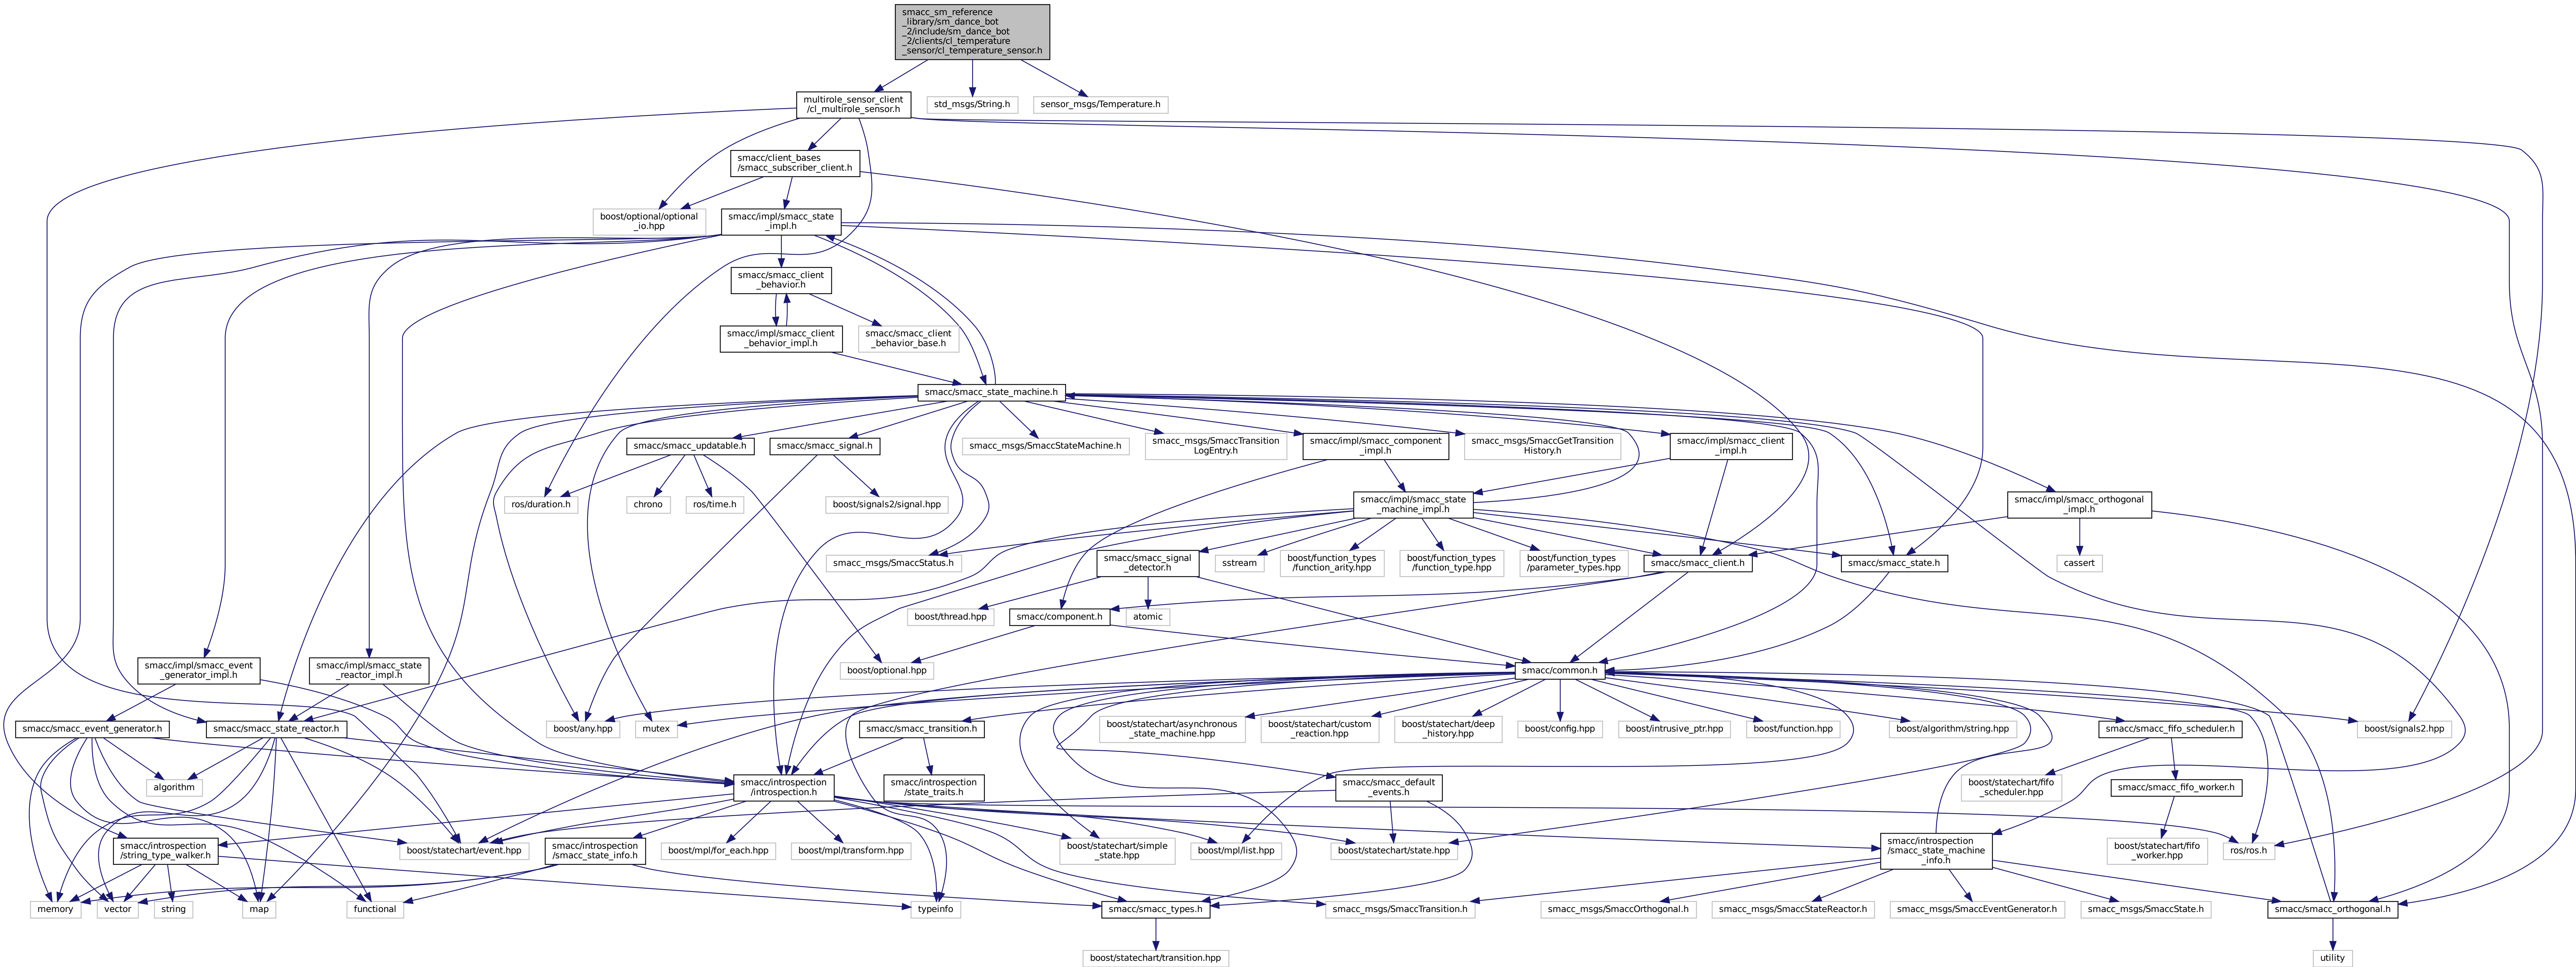 smacc_sm_reference
_library/sm_dance_bot
_2/include/sm_dance_bot
_2/clients/cl_temperature
_sensor/cl_temperature_sensor.h
multirole_sensor_client
/cl_multirole_sensor.h
std_msgs/String.h
sensor_msgs/Temperature.h
smacc/client_bases
/smacc_subscriber_client.h
boost/optional/optional
_io.hpp
smacc/impl/smacc_state
_impl.h
smacc/smacc_client
_behavior.h
smacc/impl/smacc_client
_behavior_impl.h
smacc/smacc_client
_behavior_base.h
smacc/smacc_state_machine.h
smacc/smacc_updatable.h
smacc/smacc_signal.h
smacc_msgs/SmaccStateMachine.h
smacc_msgs/SmaccTransition
LogEntry.h
smacc/impl/smacc_component
_impl.h
smacc_msgs/SmaccGetTransition
History.h
smacc/impl/smacc_client
_impl.h
ros/duration.h
chrono
ros/time.h
boost/signals2/signal.hpp
smacc/impl/smacc_state
_machine_impl.h
smacc/impl/smacc_orthogonal
_impl.h
smacc_msgs/SmaccStatus.h
smacc/smacc_signal
_detector.h
sstream
boost/function_types
/function_arity.hpp
boost/function_types
/function_type.hpp
boost/function_types
/parameter_types.hpp
smacc/smacc_client.h
smacc/smacc_state.h
cassert
boost/thread.hpp
smacc/component.h
atomic
smacc/impl/smacc_event
_generator_impl.h
smacc/impl/smacc_state
_reactor_impl.h
boost/optional.hpp
smacc/common.h
smacc/smacc_event_generator.h
smacc/smacc_state_reactor.h
boost/any.hpp
mutex
smacc/smacc_transition.h
boost/statechart/asynchronous
_state_machine.hpp
boost/statechart/custom
_reaction.hpp
boost/statechart/deep
_history.hpp
boost/config.hpp
boost/intrusive_ptr.hpp
boost/function.hpp
boost/algorithm/string.hpp
smacc/smacc_fifo_scheduler.h
boost/signals2.hpp
algorithm
smacc/introspection
/introspection.h
smacc/introspection
/state_traits.h
smacc/smacc_default
_events.h
boost/statechart/fifo
_scheduler.hpp
smacc/smacc_fifo_worker.h
smacc/introspection
/string_type_walker.h
boost/statechart/event.hpp
smacc/introspection
/smacc_state_info.h
boost/mpl/for_each.hpp
boost/mpl/transform.hpp
boost/statechart/simple
_state.hpp
boost/mpl/list.hpp
boost/statechart/state.hpp
smacc/introspection
/smacc_state_machine
_info.h
boost/statechart/fifo
_worker.hpp
ros/ros.h
memory
vector
string
map
functional
typeinfo
smacc/smacc_types.h
smacc_msgs/SmaccTransition.h
smacc_msgs/SmaccOrthogonal.h
smacc_msgs/SmaccStateReactor.h
smacc_msgs/SmaccEventGenerator.h
smacc_msgs/SmaccState.h
smacc/smacc_orthogonal.h
boost/statechart/transition.hpp
utility